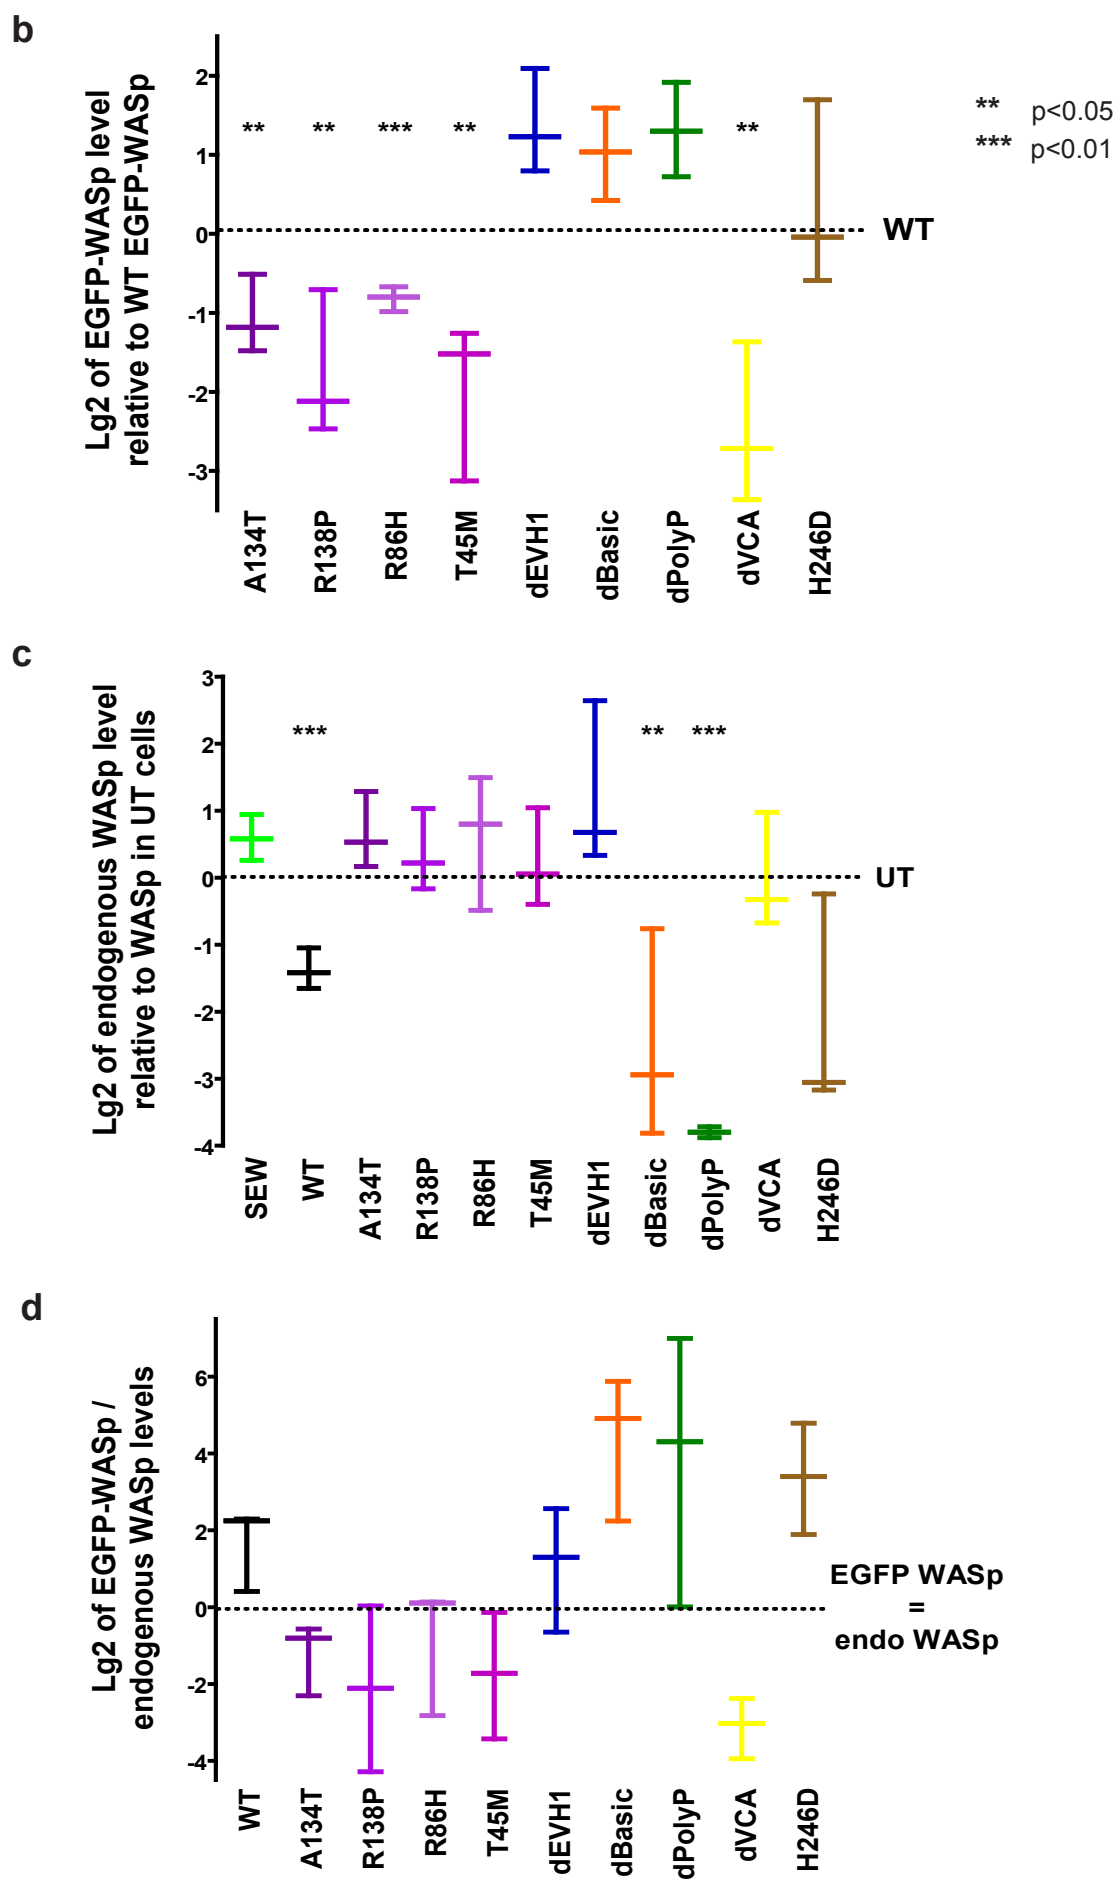 b
Lg2 of EGFP-WASp level
relative to WT EGFP-WASp
2
1
0
-1
-2
-3
** ** *** ** **
** p<0.05
*** p<0.01
WT
A134T R138P R86H T45M dEVH1 dBasic dPolyP dVCA H246D
c
Lg2 of endogenous WASp level
relative to WASp in UT cells
3
2
1
0
-1
-2
-3
-4
*** ** ***
UT
SEW WT A134T R138P R86H T45M dEVH1 dBasic dPolyP dVCA H246D
d
Lg2 of EGFP-WASp /
endogenous WASp levels
6
4
2
0
-2
-4
EGFP WASp
=
endo WASp
WT A134T R138P R86H T45M dEVH1 dBasic dPolyP dVCA H246D